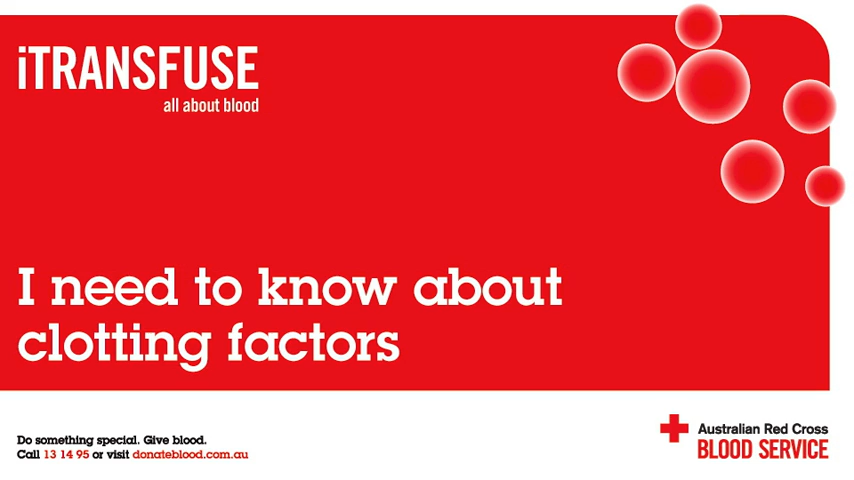 iTRANSFUSE
all about blood
I need to know about
clotting factors
Do something special. Give blood.
Call 13 14 95 or visit donateblood.com.au
Australian Red Cross
BLOOD SERVICE